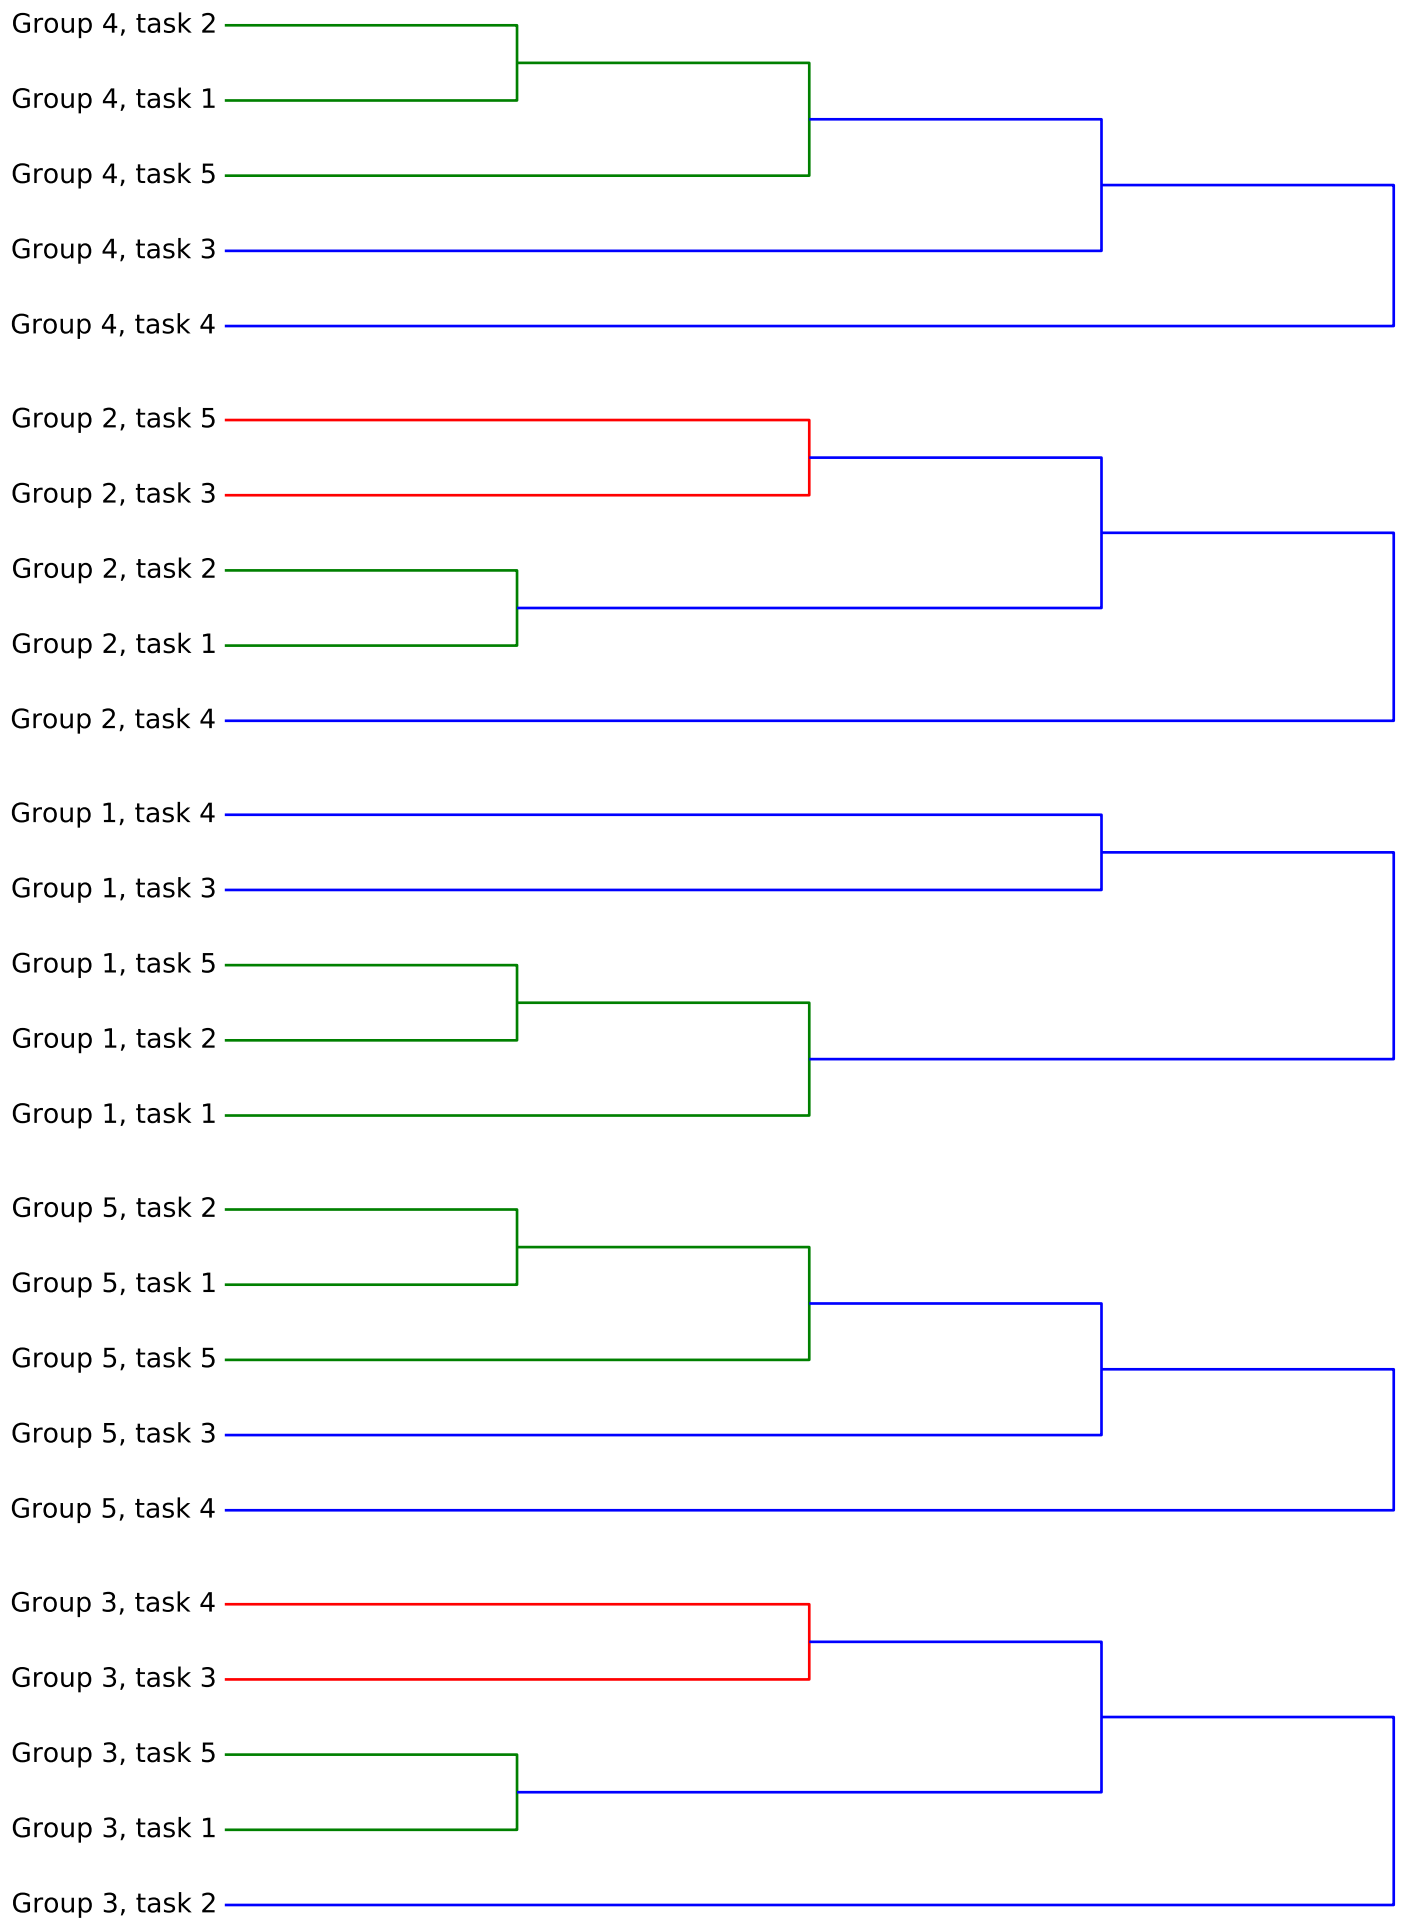 Group 4, task 2
Group 4, task 1
Group 4, task 5
Group 4, task 3
Group 4, task 4
Group 2, task 5
Group 2, task 3
Group 2, task 2
Group 2, task 1
Group 2, task 4
Group 1, task 4
Group 1, task 3
Group 1, task 5
Group 1, task 2
Group 1, task 1
Group 5, task 2
Group 5, task 1
Group 5, task 5
Group 5, task 3
Group 5, task 4
Group 3, task 4
Group 3, task 3
Group 3, task 5
Group 3, task 1
Group 3, task 2